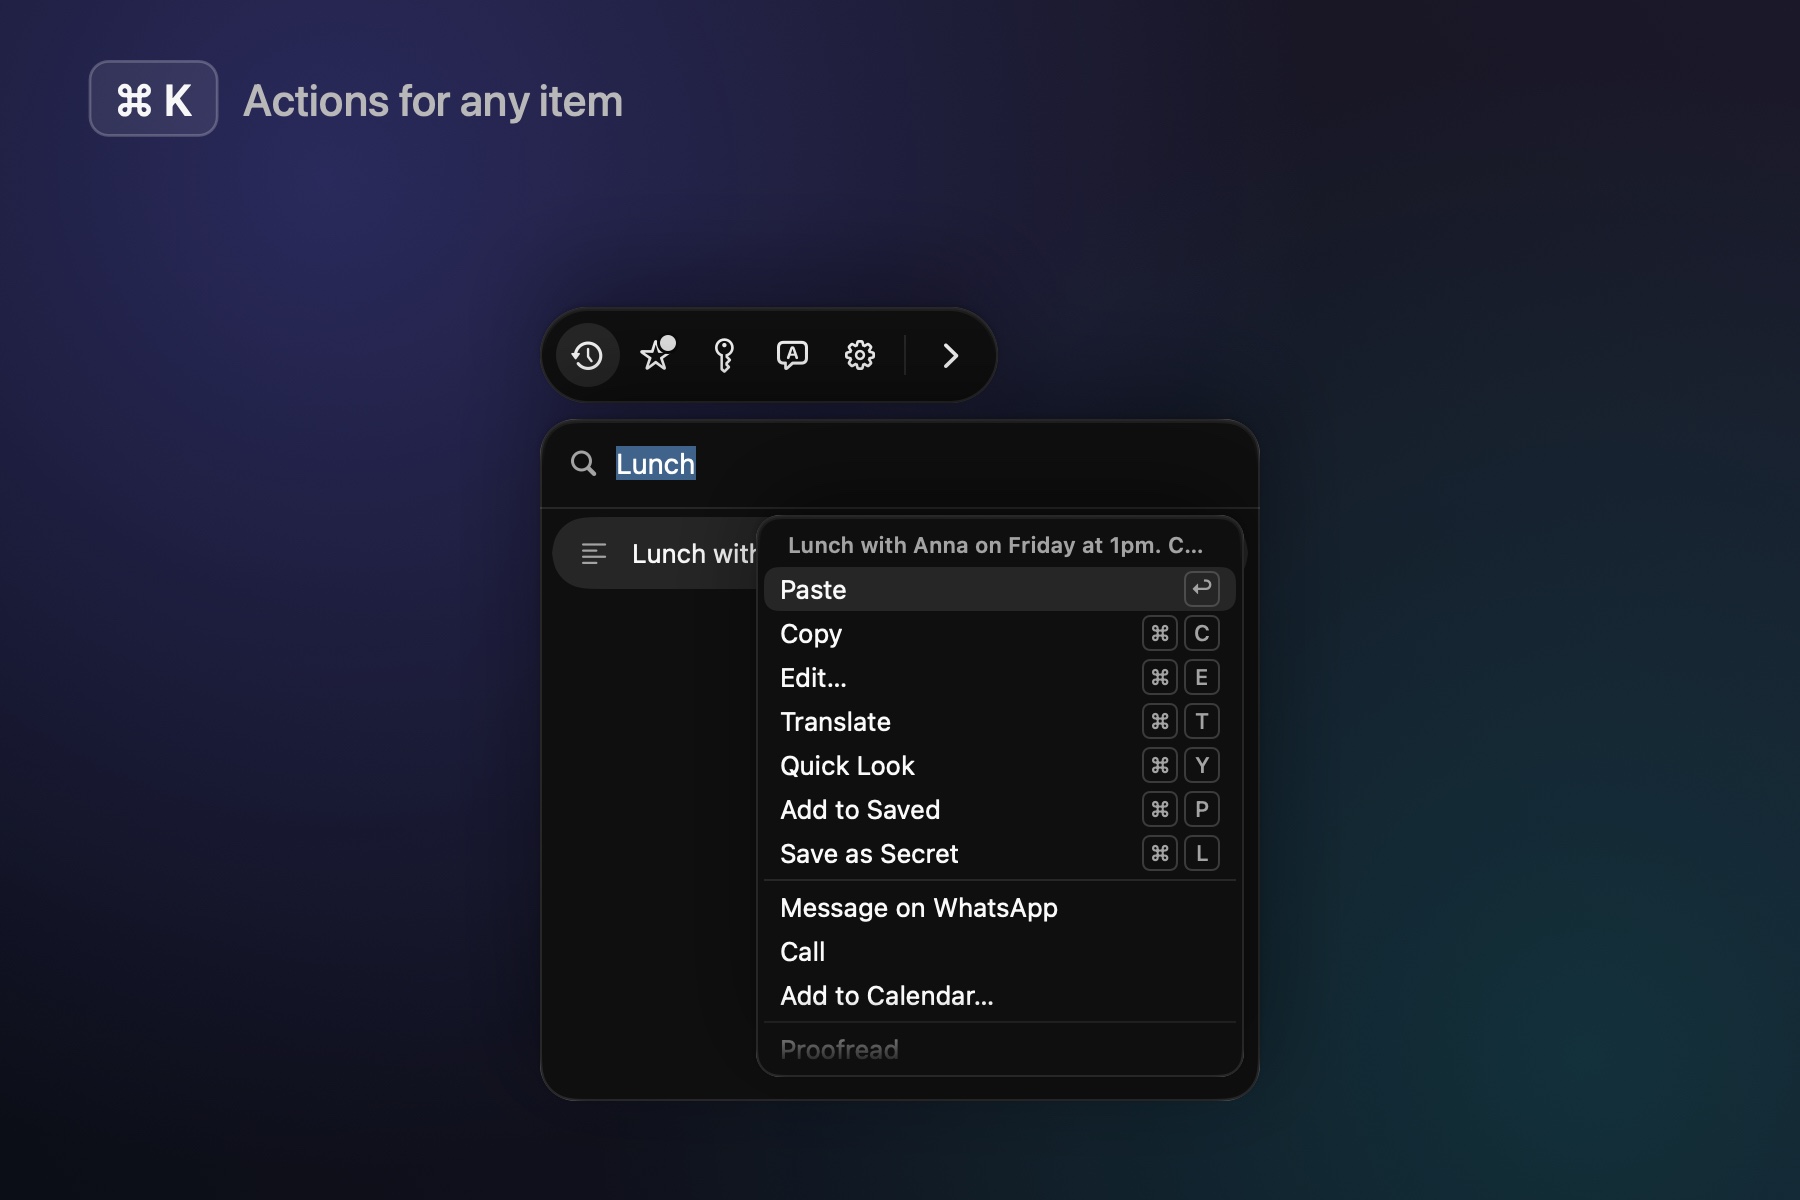 ⌘ K Actions for any item
Lunch
Lunch with
Lunch with Anna on Friday at 1pm. C...
Paste ↩
Copy ⌘ C
Edit... ⌘ E
Translate ⌘ T
Quick Look ⌘ Y
Add to Saved ⌘ P
Save as Secret ⌘ L
Message on WhatsApp
Call
Add to Calendar...
Proofread